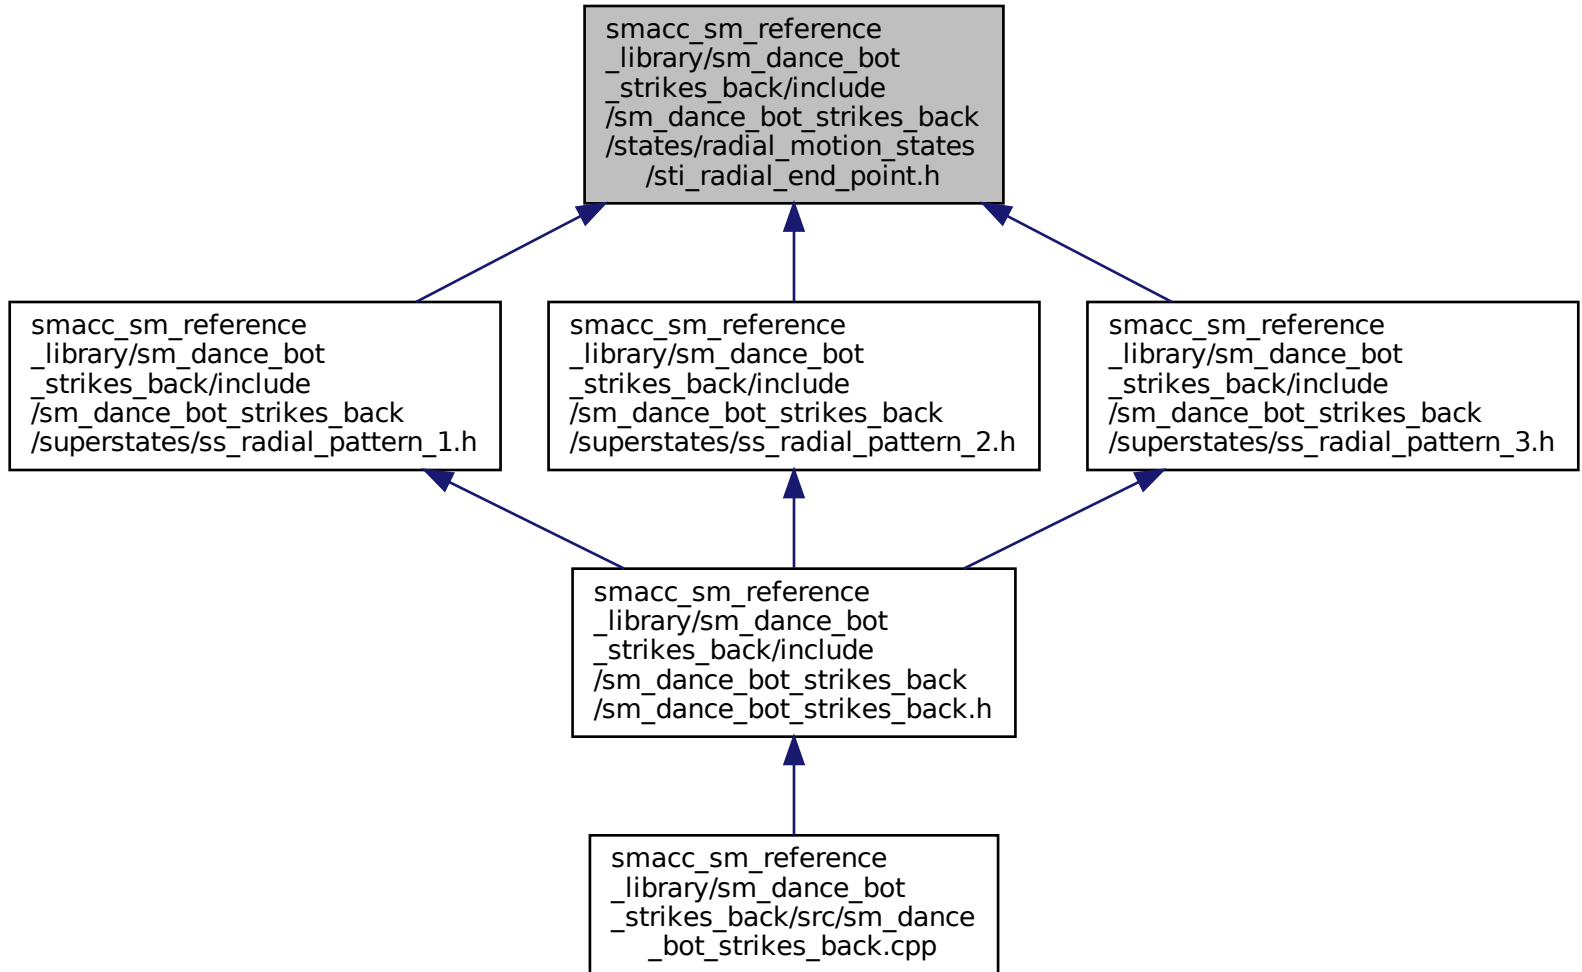 smacc_sm_reference
_library/sm_dance_bot
_strikes_back/include
/sm_dance_bot_strikes_back
/states/radial_motion_states
/sti_radial_end_point.h
smacc_sm_reference
_library/sm_dance_bot
_strikes_back/include
/sm_dance_bot_strikes_back
/superstates/ss_radial_pattern_1.h
smacc_sm_reference
_library/sm_dance_bot
_strikes_back/include
/sm_dance_bot_strikes_back
/superstates/ss_radial_pattern_2.h
smacc_sm_reference
_library/sm_dance_bot
_strikes_back/include
/sm_dance_bot_strikes_back
/superstates/ss_radial_pattern_3.h
smacc_sm_reference
_library/sm_dance_bot
_strikes_back/include
/sm_dance_bot_strikes_back
/sm_dance_bot_strikes_back.h
smacc_sm_reference
_library/sm_dance_bot
_strikes_back/src/sm_dance
_bot_strikes_back.cpp